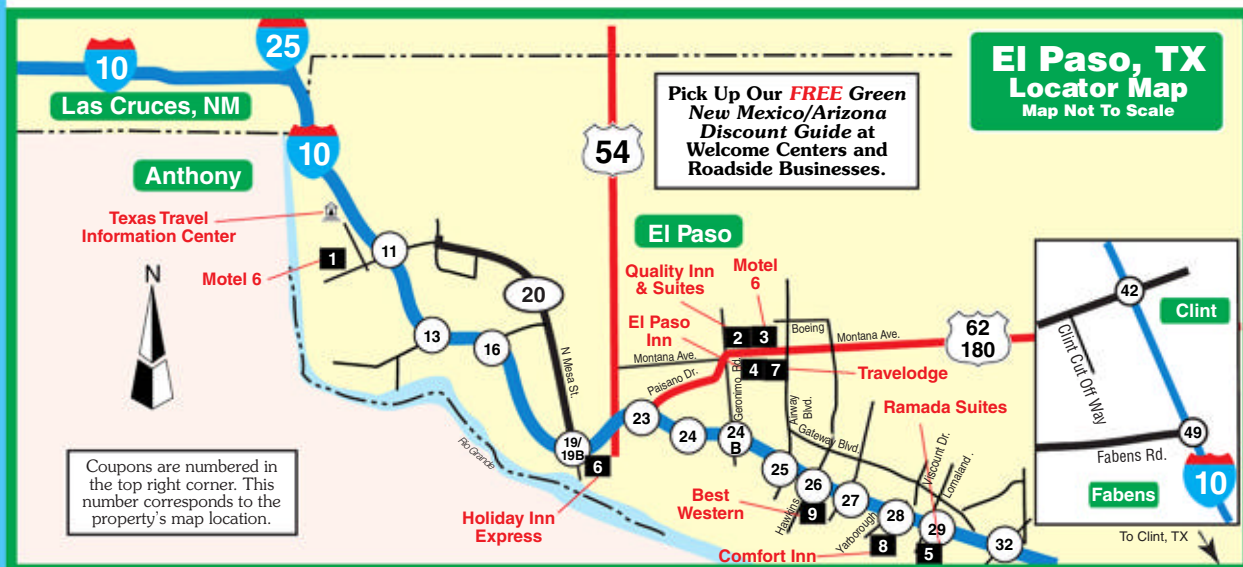 25
10
Las Cruces, NM
10
Anthony
Texas Travel
Information Center
Motel 6
1
N
11
20
13
16
N Mesa St.
19/
19B
6
Rio Grande
Holiday Inn
Express
Coupons are numbered in
the top right corner. This
number corresponds to the
property's map location.
54
Pick Up Our FREE Green
New Mexico/Arizona
Discount Guide at
Welcome Centers and
Roadside Businesses.
El Paso, TX
Locator Map
Map Not To Scale
El Paso
Quality Inn
& Suites
Motel
6
El Paso
Inn
2
3
Boeing
Montana Ave.
62
180
Montana Ave.
Paisano Dr.
Geronimo Rd.
4
7
Travelodge
Airway
Blvd.
Ramada Suites
Gateway Blvd.
Viscount Dr.
Lomaland.
23
24
24
B
25
26
27
28
29
32
Hawkins
Best
Western
9
Yarborough
Comfort Inn
8
5
42
Clint
Clint Cut Off Way
49
Fabens Rd.
Fabens
10
To Clint, TX